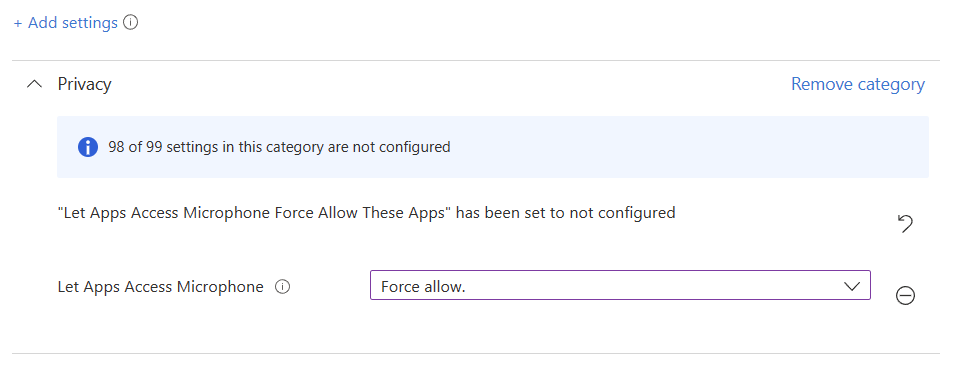 + Add settings
Privacy
Remove category
98 of 99 settings in this category are not configured
"Let Apps Access Microphone Force Allow These Apps" has been set to not configured
Let Apps Access Microphone
Force allow.